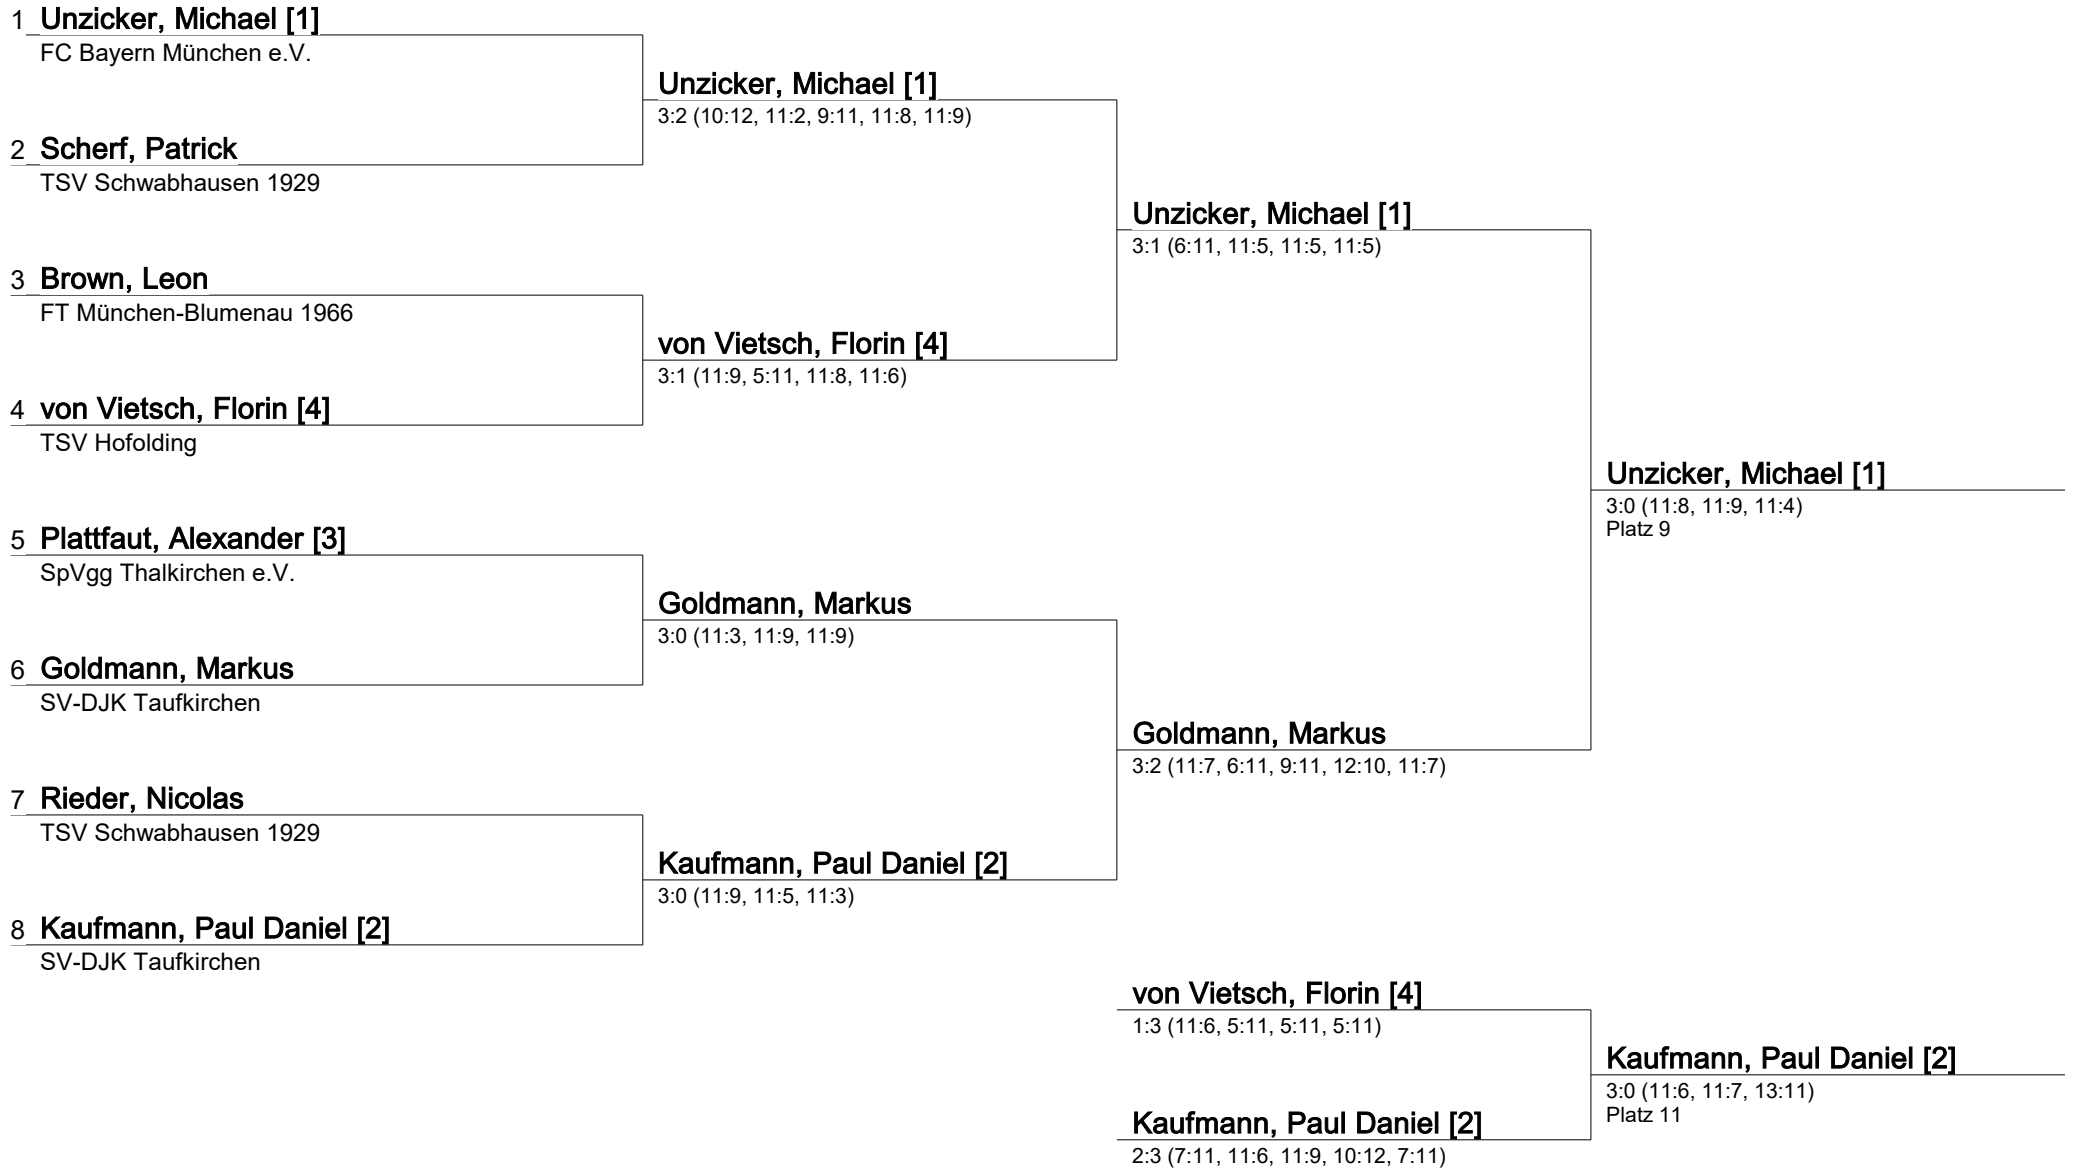 1 Unzicker, Michael [1]
FC Bayern München e.V.
Unzicker, Michael [1]
3:2 (10:12, 11:2, 9:11, 11:8, 11:9)
2 Scherf, Patrick
TSV Schwabhausen 1929
Unzicker, Michael [1]
3:1 (6:11, 11:5, 11:5, 11:5)
3 Brown, Leon
FT München-Blumenau 1966
von Vietsch, Florin [4]
3:1 (11:9, 5:11, 11:8, 11:6)
4 von Vietsch, Florin [4]
TSV Hofolding
Unzicker, Michael [1]
3:0 (11:8, 11:9, 11:4)
Platz 9
5 Plattfaut, Alexander [3]
SpVgg Thalkirchen e.V.
Goldmann, Markus
3:0 (11:3, 11:9, 11:9)
6 Goldmann, Markus
SV-DJK Taufkirchen
Goldmann, Markus
3:2 (11:7, 6:11, 9:11, 12:10, 11:7)
7 Rieder, Nicolas
TSV Schwabhausen 1929
Kaufmann, Paul Daniel [2]
3:0 (11:9, 11:5, 11:3)
8 Kaufmann, Paul Daniel [2]
SV-DJK Taufkirchen
von Vietsch, Florin [4]
1:3 (11:6, 5:11, 5:11, 5:11)
Kaufmann, Paul Daniel [2]
3:0 (11:6, 11:7, 13:11)
Platz 11
Kaufmann, Paul Daniel [2]
2:3 (7:11, 11:6, 11:9, 10:12, 7:11)